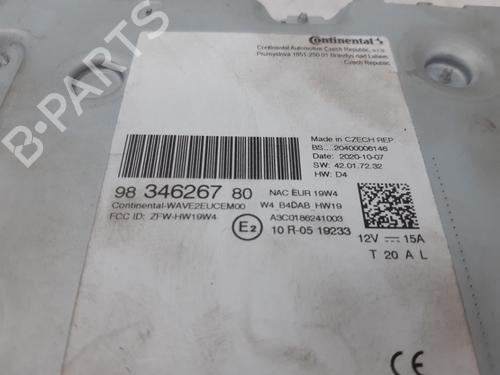 Continental
Continental Automotive Czech Republic, s.r.o.
Průmyslová 1851, 250 01 Brandýs nad Labem
Czech Republic
Made in CZECH REP.
BS....:20400006146
Date: 2020-10-07
SW: 42.01.72.32
HW: D4
98 346267 80
NAC EUR 19W4
Continental-WAVE2EUCEM00
W4 B4DAB HW19
FCC ID: ZFW-HW19W4
A3C0186241003
E2
10 R-05 19233
12V 15A
T 20 A L
CE
B-PARTS